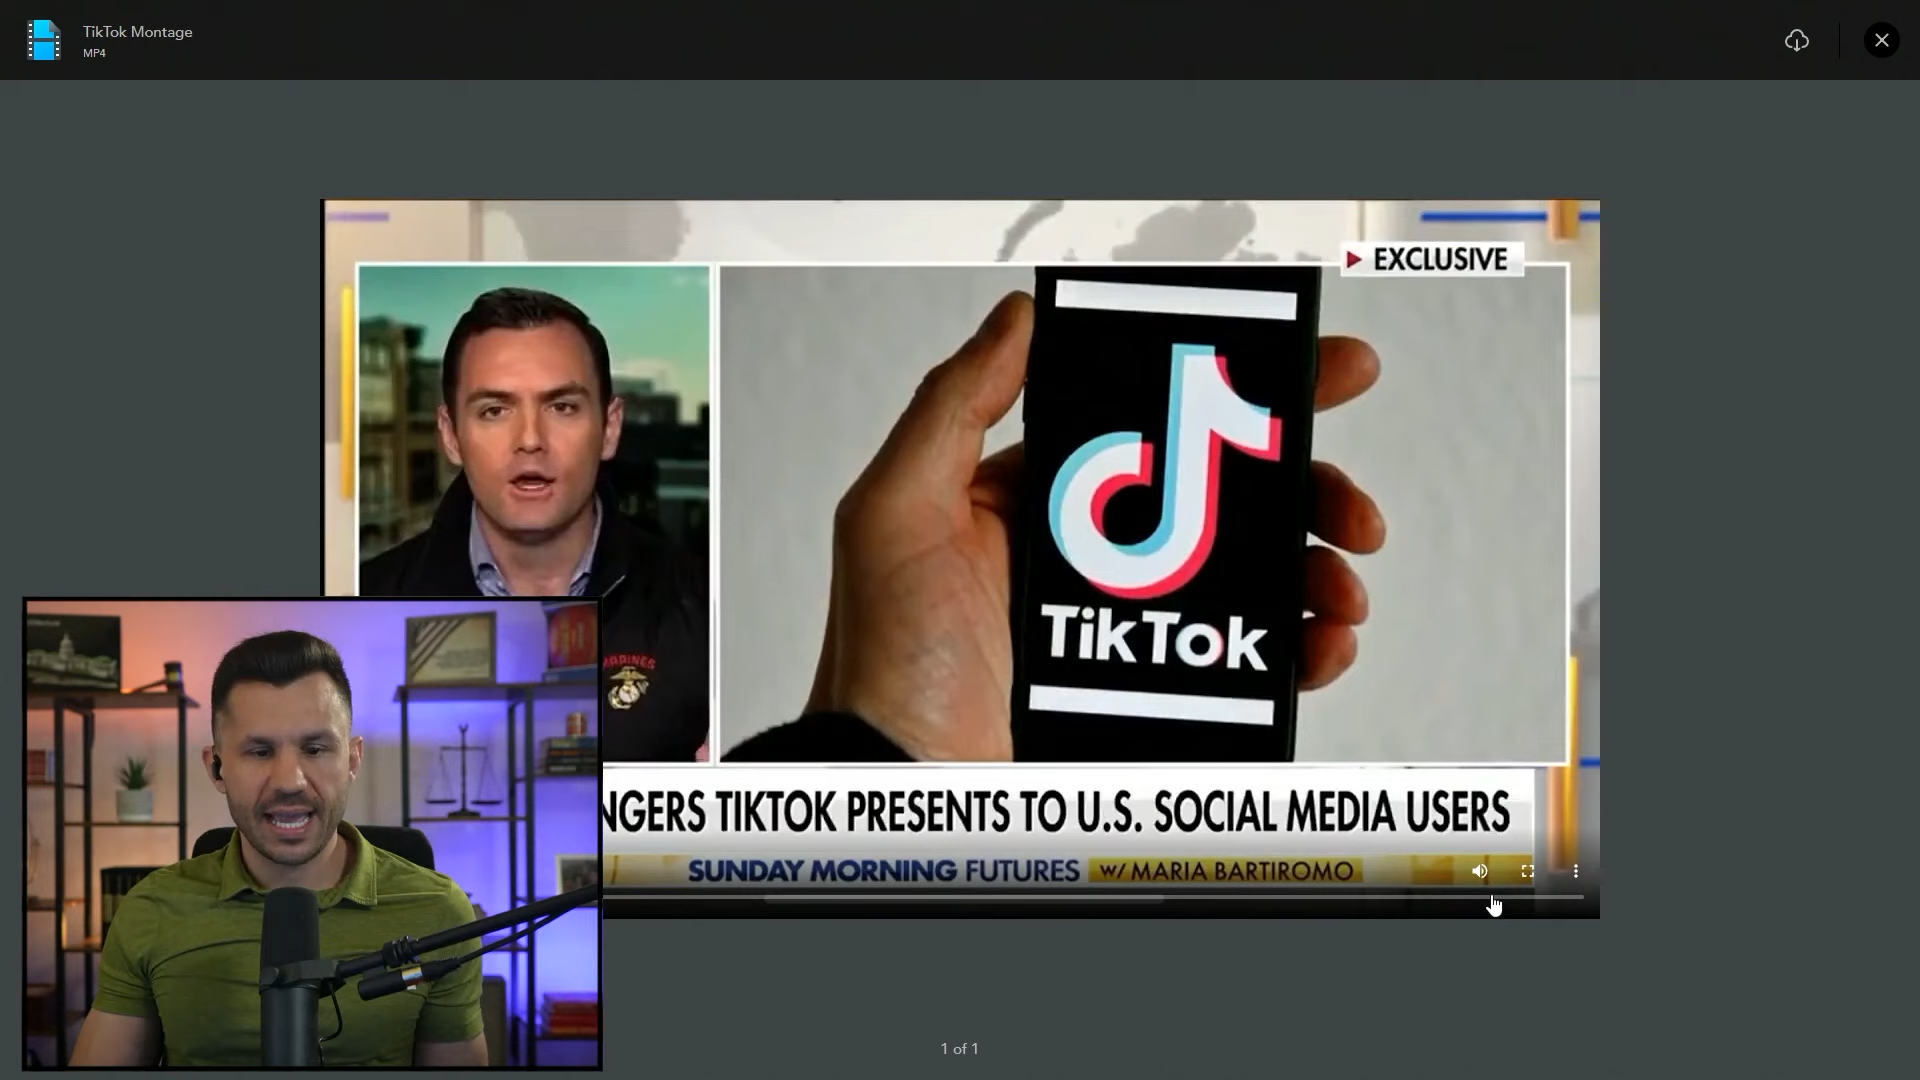 TikTok Montage
MP4
EXCLUSIVE
TikTok
MARINES
NGERS TIKTOK PRESENTS TO U.S. SOCIAL MEDIA USERS
SUNDAY MORNING FUTURES w/ MARIA BARTIROMO
1 of 1